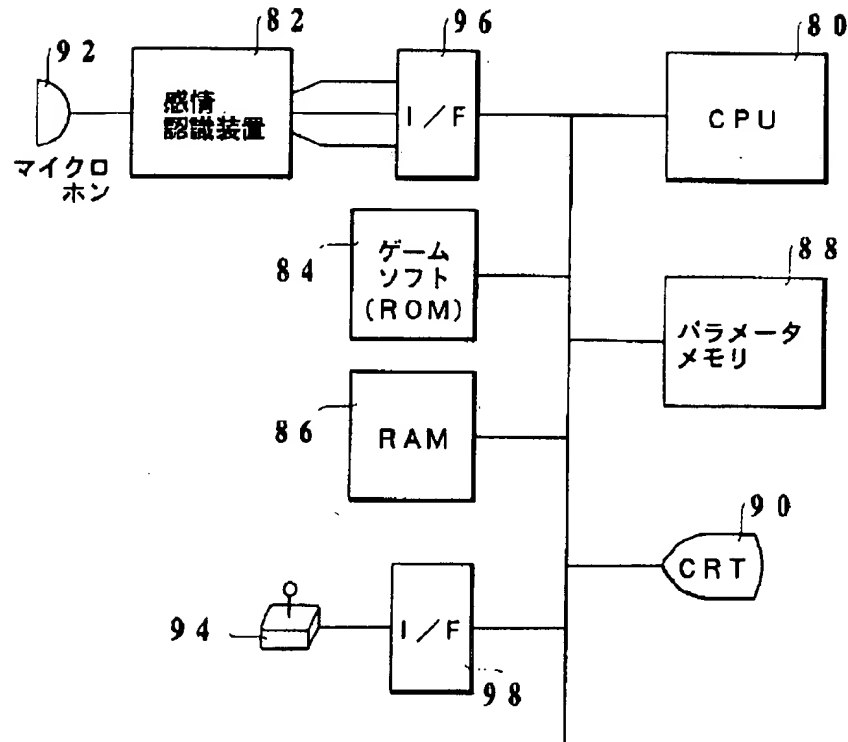 92
82
96
80
感情
認識装置
I/F
CPU
マイクロ
ホン
84
ゲーム
ソフト
(ROM)
88
パラメータ
メモリ
86
RAM
90
CRT
94
I/F
98